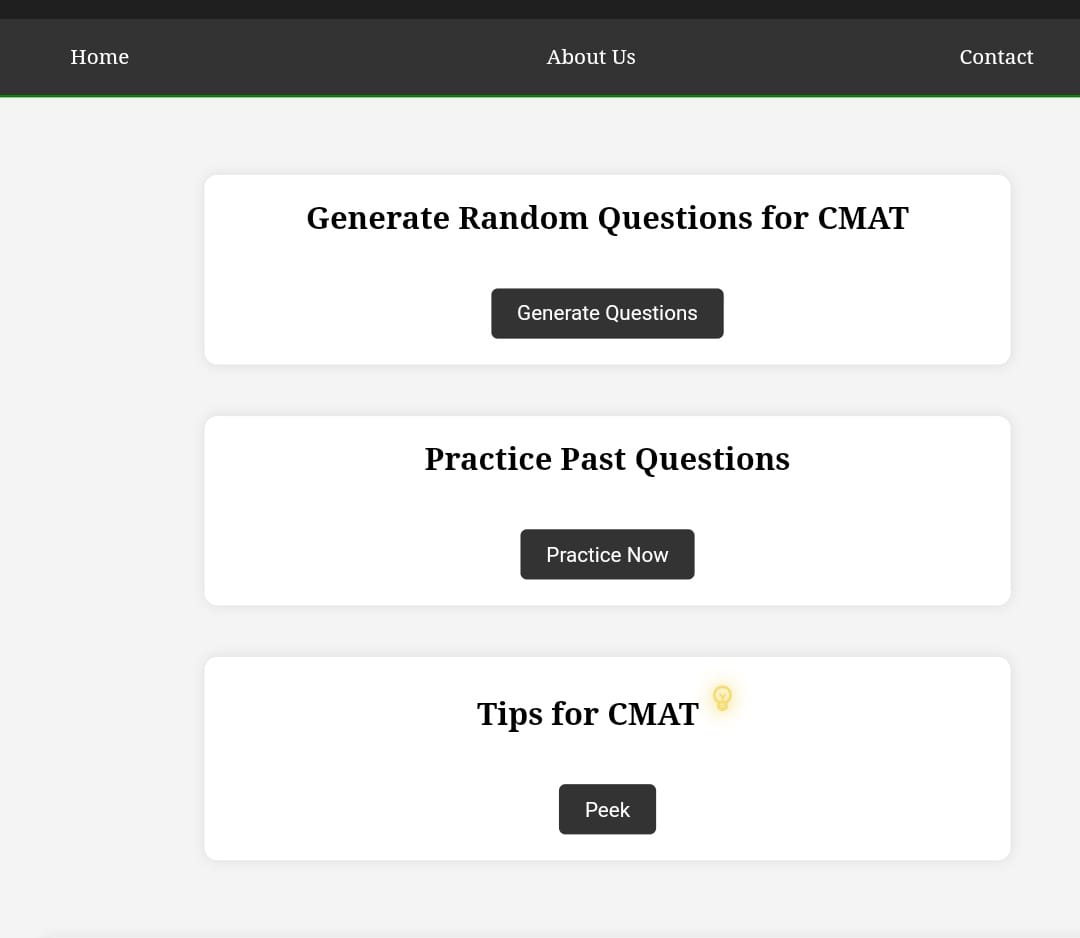 Home About Us Contact
Generate Random Questions for CMAT
Generate Questions
Practice Past Questions
Practice Now
Tips for CMAT
Peek